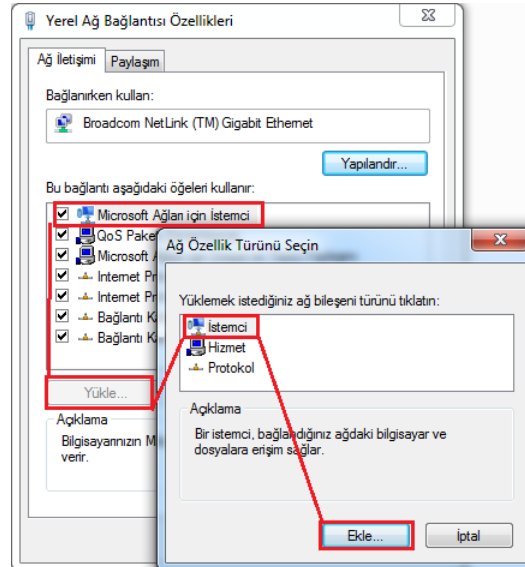 Yerel Ağ Bağlantısı Özellikleri
Ağ İletişimi Paylaşım
Bağlanırken kullan:
Broadcom NetLink (TM) Gigabit Ethernet
Yapılandır...
Bu bağlantı aşağıdaki öğeleri kullanır:
Microsoft Ağları için İstemci
QoS Pake
Microsoft
Internet Pr
Internet Pr
Bağlantı
Bağlantı
Yükle...
Açıklama
Bilgisayarınızın M
verir.
Ağ Özellik Türünü Seçin
Yüklemek istediğiniz ağ bileşeni türünü tıklatın:
İstemci
Hizmet
Protokol
Açıklama
Bir istemci, bağlandığınız ağdaki bilgisayar ve
dosyalara erişim sağlar.
Ekle...
İptal